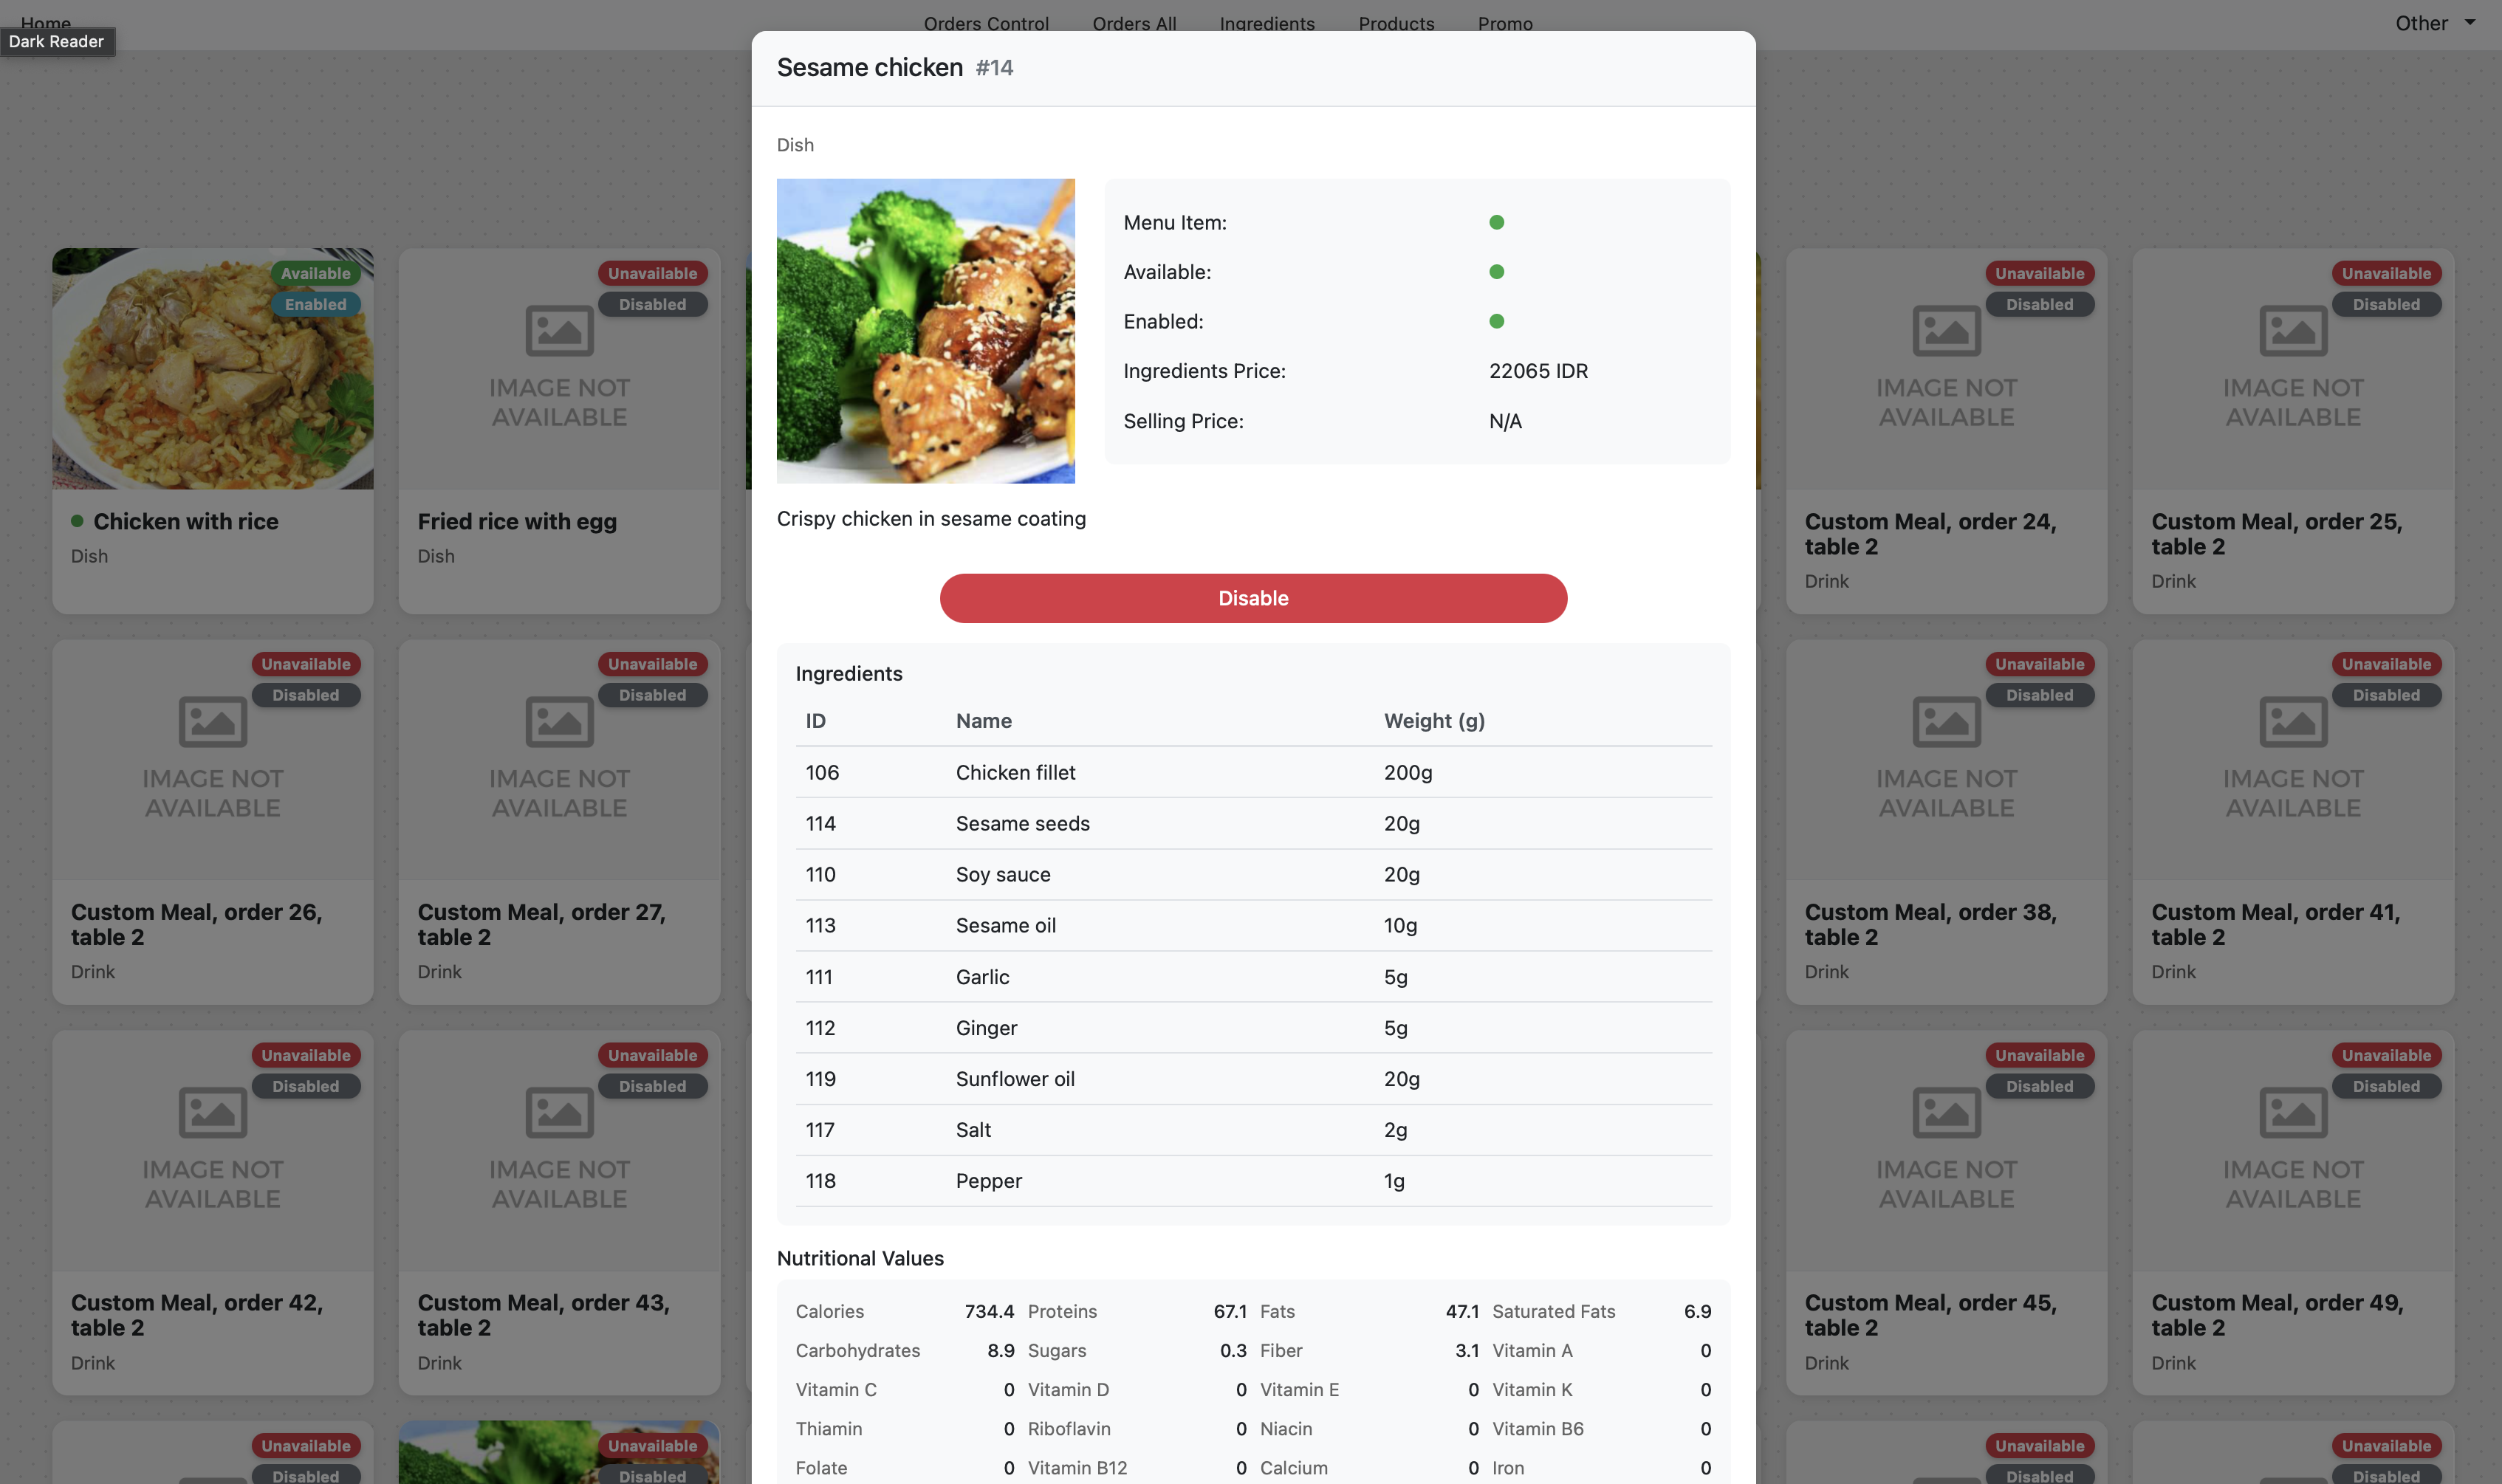 Home
Orders Control
Orders All
Ingredients
Products
Promo
Other
Dark Reader
Sesame chicken #14
Dish
Menu Item:
Available:
Enabled:
Ingredients Price: 22065 IDR
Selling Price: N/A
Crispy chicken in sesame coating
Disable
Ingredients
ID Name Weight (g)
106 Chicken fillet 200g
114 Sesame seeds 20g
110 Soy sauce 20g
113 Sesame oil 10g
111 Garlic 5g
112 Ginger 5g
119 Sunflower oil 20g
117 Salt 2g
118 Pepper 1g
Nutritional Values
Calories 734.4 Proteins 67.1 Fats 47.1 Saturated Fats 6.9
Carbohydrates 8.9 Sugars 0.3 Fiber 3.1 Vitamin A 0
Vitamin C 0 Vitamin D 0 Vitamin E 0 Vitamin K 0
Thiamin 0 Riboflavin 0 Niacin 0 Vitamin B6 0
Folate 0 Vitamin B12 0 Calcium 0 Iron 0
Available
Enabled
Chicken with rice
Dish
Unavailable
Disabled
IMAGE NOT
AVAILABLE
Fried rice with egg
Dish
Unavailable
Disabled
IMAGE NOT
AVAILABLE
Custom Meal, order 24,
table 2
Drink
Unavailable
Disabled
IMAGE NOT
AVAILABLE
Custom Meal, order 25,
table 2
Drink
Unavailable
Disabled
IMAGE NOT
AVAILABLE
Custom Meal, order 26,
table 2
Drink
Unavailable
Disabled
IMAGE NOT
AVAILABLE
Custom Meal, order 27,
table 2
Drink
Unavailable
Disabled
IMAGE NOT
AVAILABLE
Custom Meal, order 38,
table 2
Drink
Unavailable
Disabled
IMAGE NOT
AVAILABLE
Custom Meal, order 41,
table 2
Drink
Unavailable
Disabled
IMAGE NOT
AVAILABLE
Custom Meal, order 42,
table 2
Drink
Unavailable
Disabled
IMAGE NOT
AVAILABLE
Custom Meal, order 43,
table 2
Drink
Unavailable
Disabled
IMAGE NOT
AVAILABLE
Custom Meal, order 45,
table 2
Drink
Unavailable
Disabled
IMAGE NOT
AVAILABLE
Custom Meal, order 49,
table 2
Drink
Unavailable
Disabled
Unavailable
Disabled
Unavailable
Disabled
Unavailable
Disabled